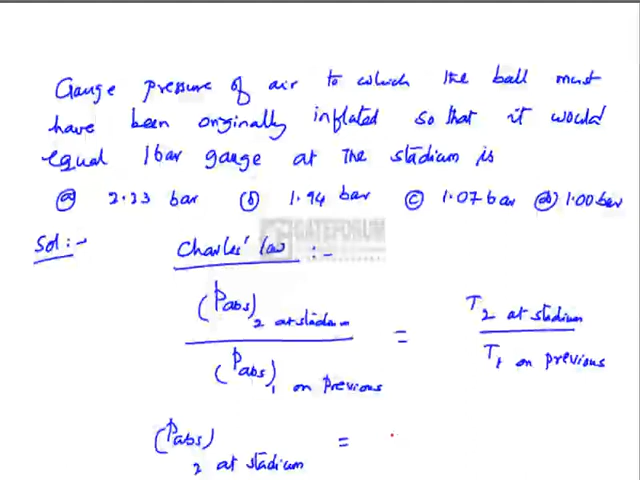 Gauge pressure of air to which the ball must
have been originally inflated so that it would
equal 1bar gauge at the stadium is
(a) 2.23 bar (b) 1.94 bar (c) 1.07 bar (d) 1.00 bar
GATEFORUM
Sol :- Charles' law :-
(Pabs)2 at stadium / (Pabs)1 on previous = T2 at stadium / T1 on previous
(Pabs)2 at stadium =